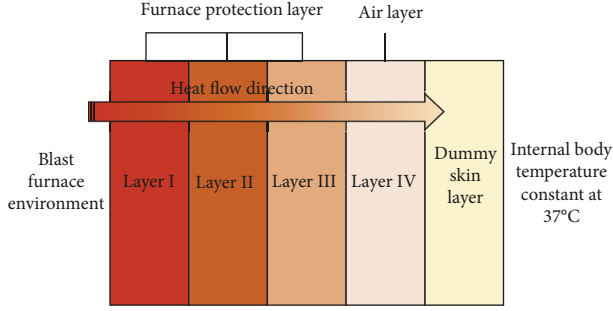 Furnace protection layer
Air layer
Heat flow direction
Blast
furnace
environment
Layer I
Layer II
Layer III
Layer IV
Dummy
skin
layer
Internal body
temperature
constant at
37°C